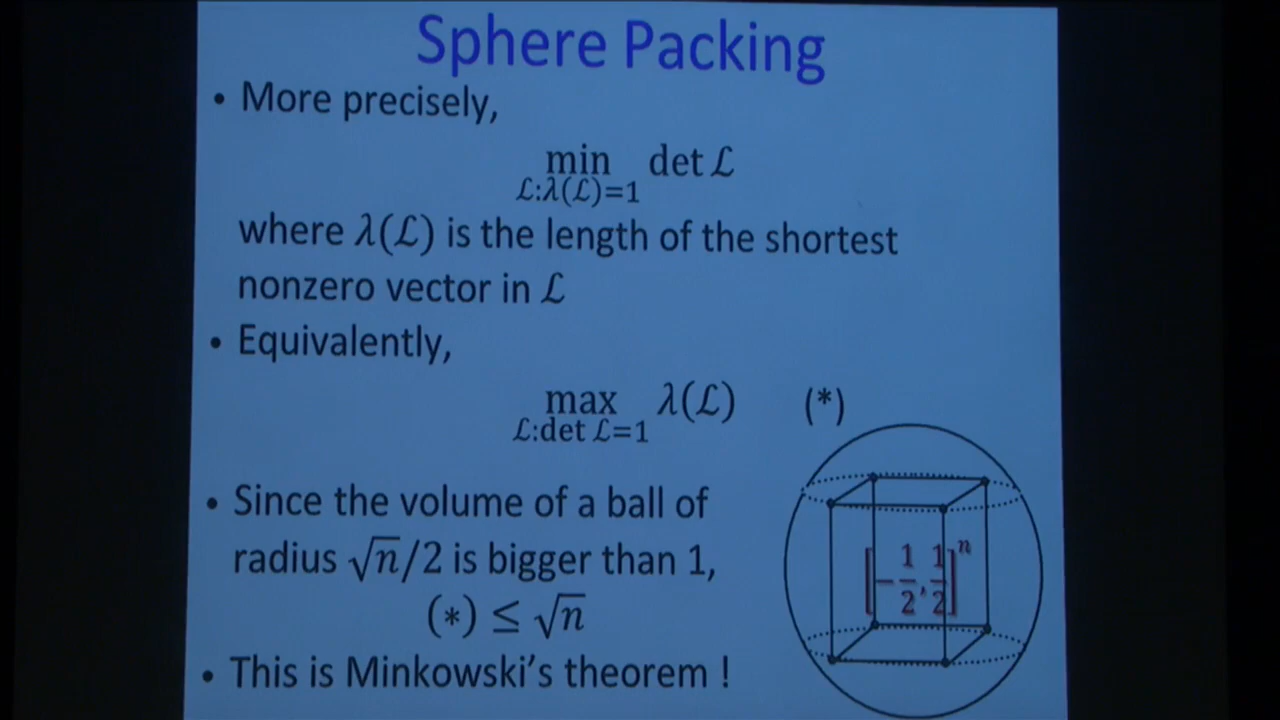 Sphere Packing
• More precisely,
min det ℒ
ℒ:λ(ℒ)=1
where λ(ℒ) is the length of the shortest
nonzero vector in ℒ
• Equivalently,
max λ(ℒ) (*)
ℒ:det ℒ=1
• Since the volume of a ball of
radius √n/2 is bigger than 1,
(*) ≤ √n
• This is Minkowski's theorem !
[-1/2, 1/2]ⁿ